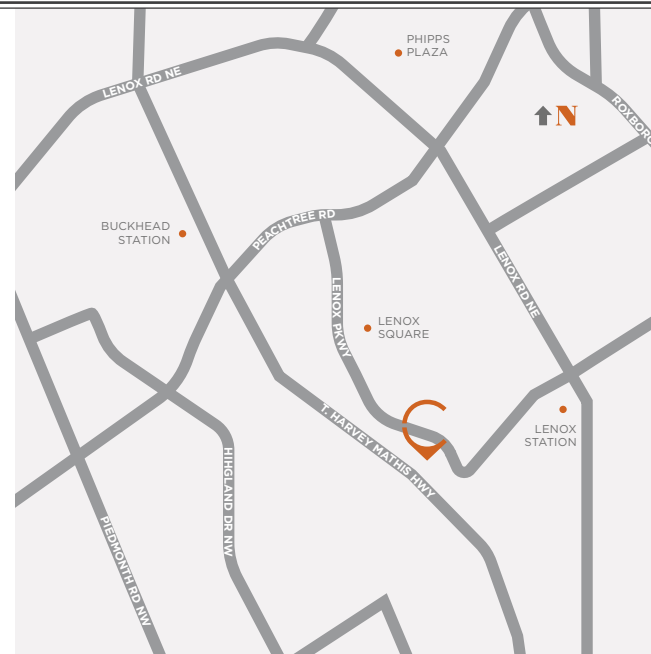 PHIPPS
PLAZA
LENOX RD NE
N
ROXBORO
BUCKHEAD
STATION
PEACHTREE RD
LENOX RD NE
LENOX PKWY
LENOX
SQUARE
T. HARVEY MATHIS HWY
LENOX
STATION
HIHGLAND DR NW
PIEDMONTH RD NW